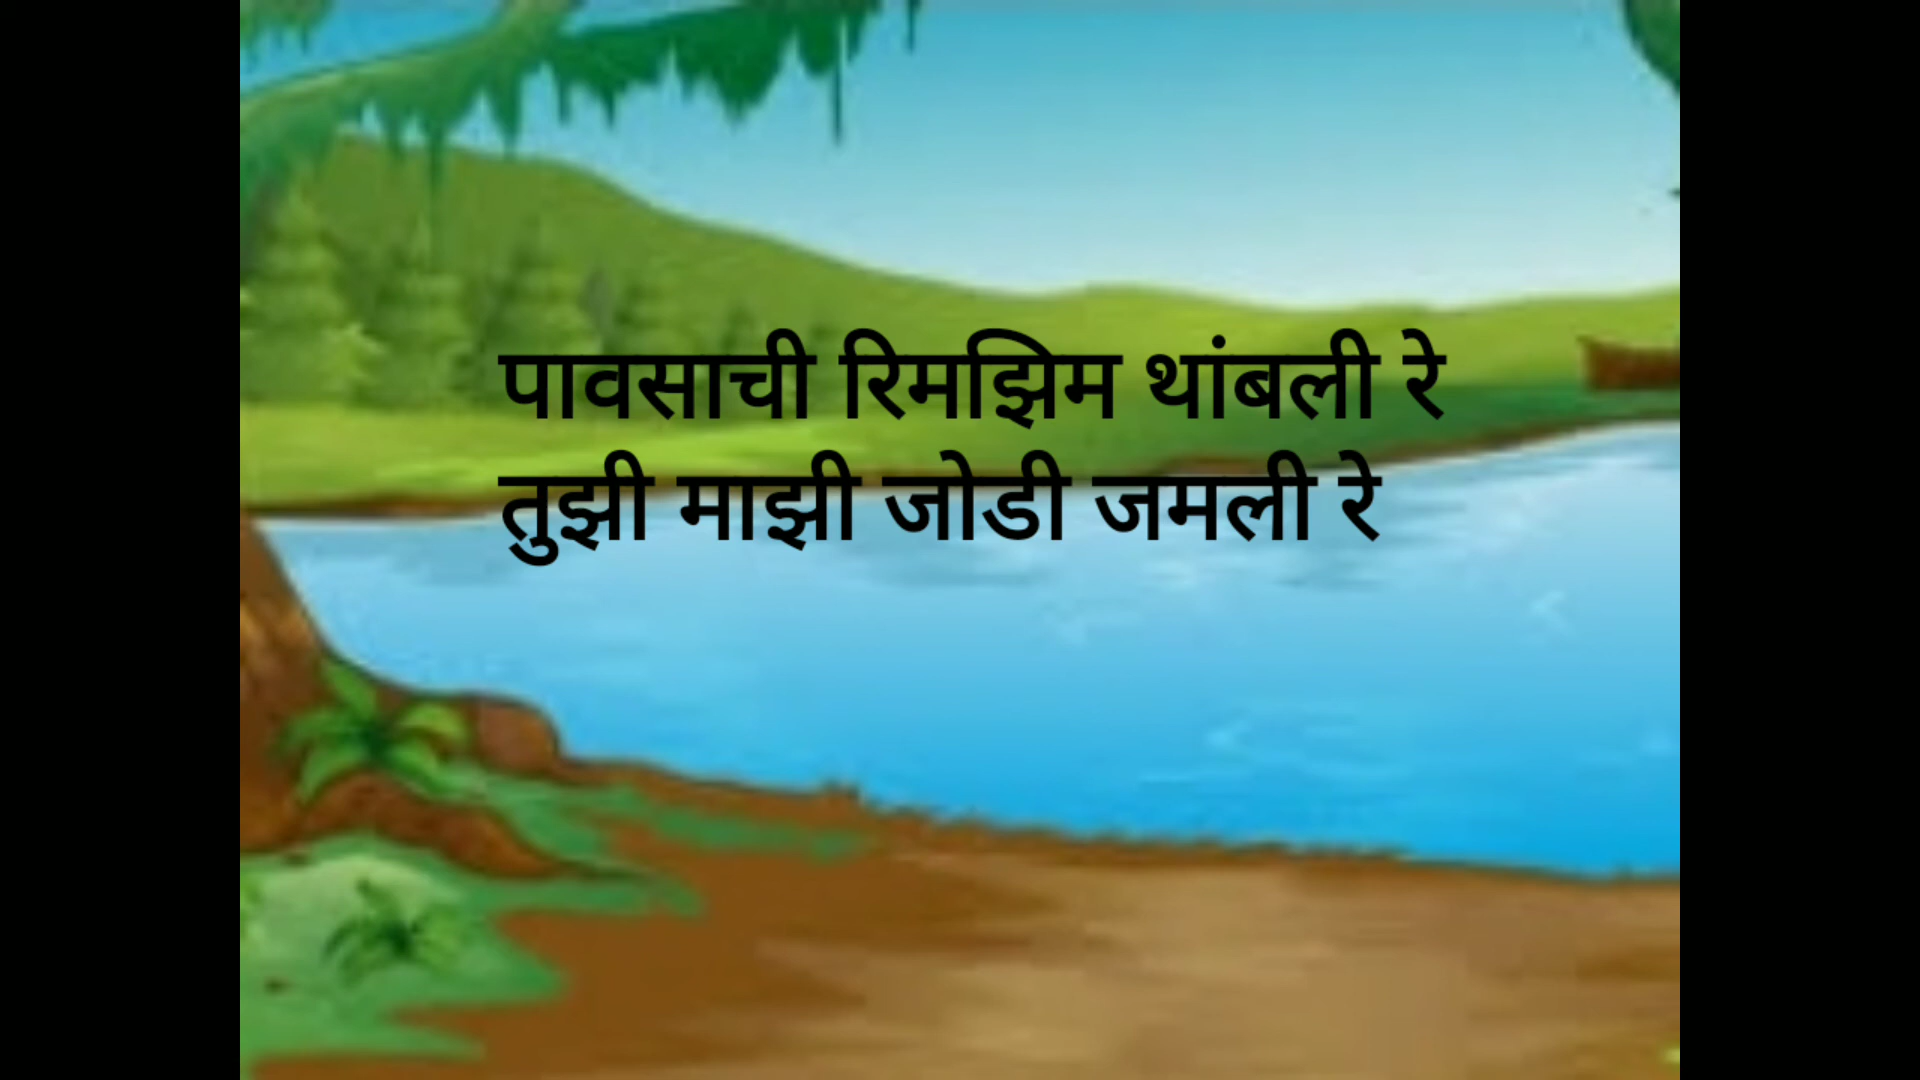 पावसाची रिमझिम थांबली रे
तुझी माझी जोडी जमली रे